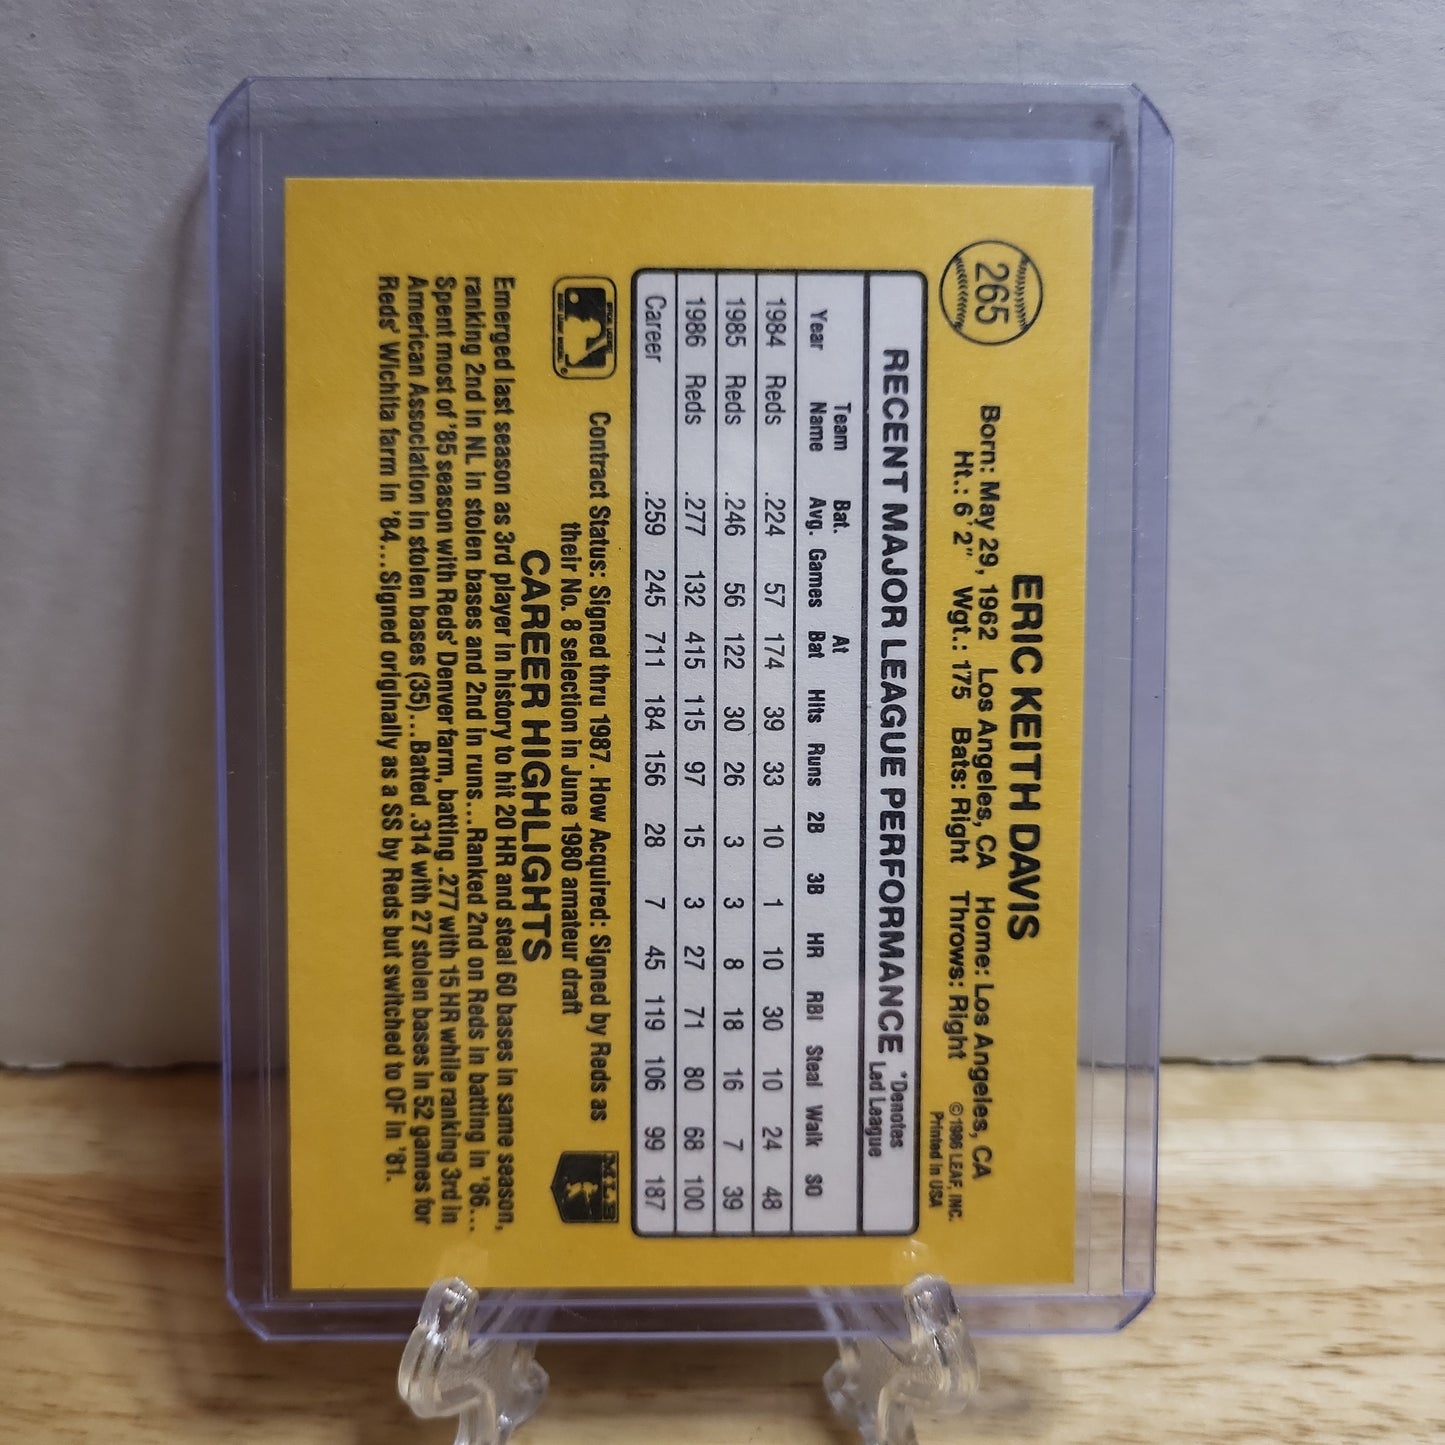 265
ERIC KEITH DAVIS
Born: May 29, 1962 Los Angeles, CA Home: Los Angeles, CA
Ht.: 6'2" Wgt.: 175 Bats: Right Throws: Right
© 1986 LEAF, INC.
Printed in USA
RECENT MAJOR LEAGUE PERFORMANCE *Denotes Led League
Year Team Name Bat. Avg. Games At Bat Hits Runs 2B 3B HR RBI Steal Walk SO
1984 Reds .224 57 174 39 33 10 1 10 30 10 24 48
1985 Reds .246 56 122 30 26 3 3 8 18 16 7 39
1986 Reds .277 132 415 115 97 15 3 27 71 80 68 100
Career .259 245 711 184 156 28 7 45 119 106 99 187
Contract Status: Signed thru 1987. How Acquired: Signed by Reds as
their No. 8 selection in June 1980 amateur draft
MLB
CAREER HIGHLIGHTS
Emerged last season as 3rd player in history to hit 20 HR and steal 60 bases in same season,
ranking 2nd in NL in stolen bases and 2nd in runs...Ranked 2nd on Reds in batting in '86...
Spent most of '85 season with Reds' Denver farm, batting .277 with 15 HR while ranking 3rd in
American Association in stolen bases (35)...Batted .314 with 27 stolen bases in 52 games for
Reds' Wichita farm in '84...Signed originally as a SS by Reds but switched to OF in '81.